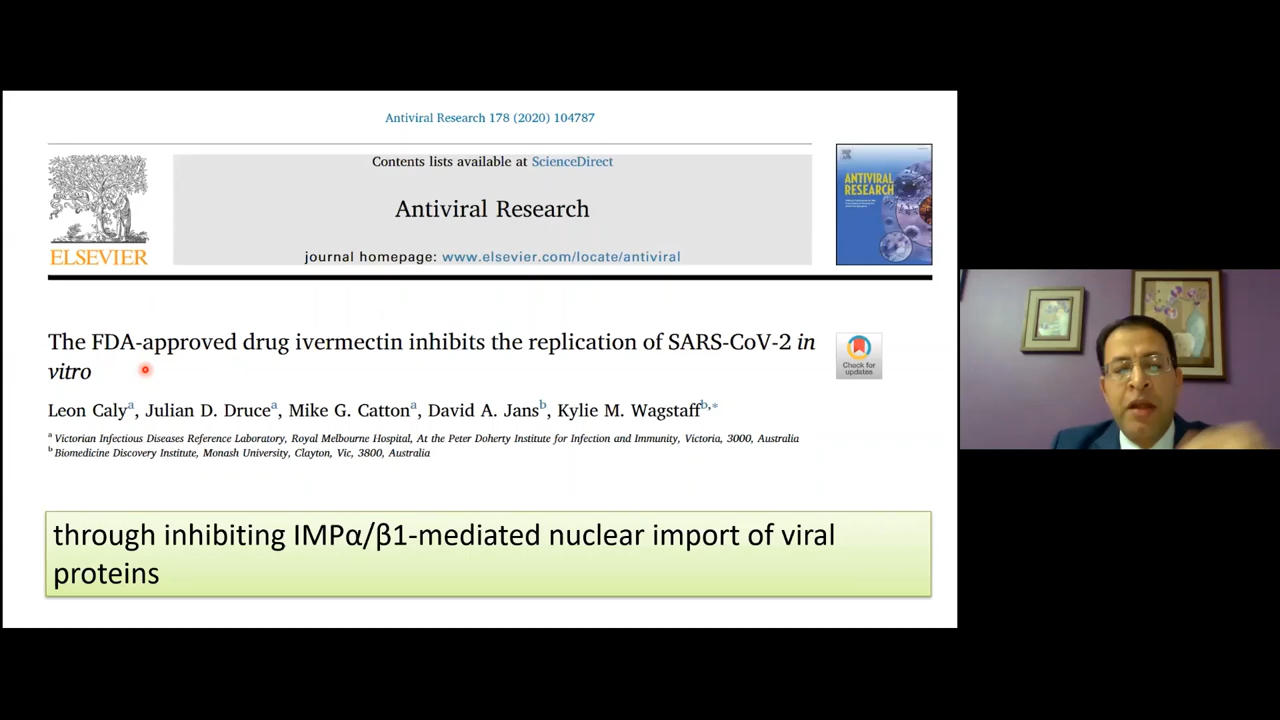 Antiviral Research 178 (2020) 104787
Contents lists available at ScienceDirect
Antiviral Research
journal homepage: www.elsevier.com/locate/antiviral
ELSEVIER
ANTIVIRAL
RESEARCH
The FDA-approved drug ivermectin inhibits the replication of SARS-CoV-2 in
vitro
Check for
updates
Leon Calyᵃ, Julian D. Druceᵃ, Mike G. Cattonᵃ, David A. Jansᵇ, Kylie M. Wagstaffᵇ,*
ᵃ Victorian Infectious Diseases Reference Laboratory, Royal Melbourne Hospital, At the Peter Doherty Institute for Infection and Immunity, Victoria, 3000, Australia
ᵇ Biomedicine Discovery Institute, Monash University, Clayton, Vic, 3800, Australia
through inhibiting IMPα/β1-mediated nuclear import of viral
proteins